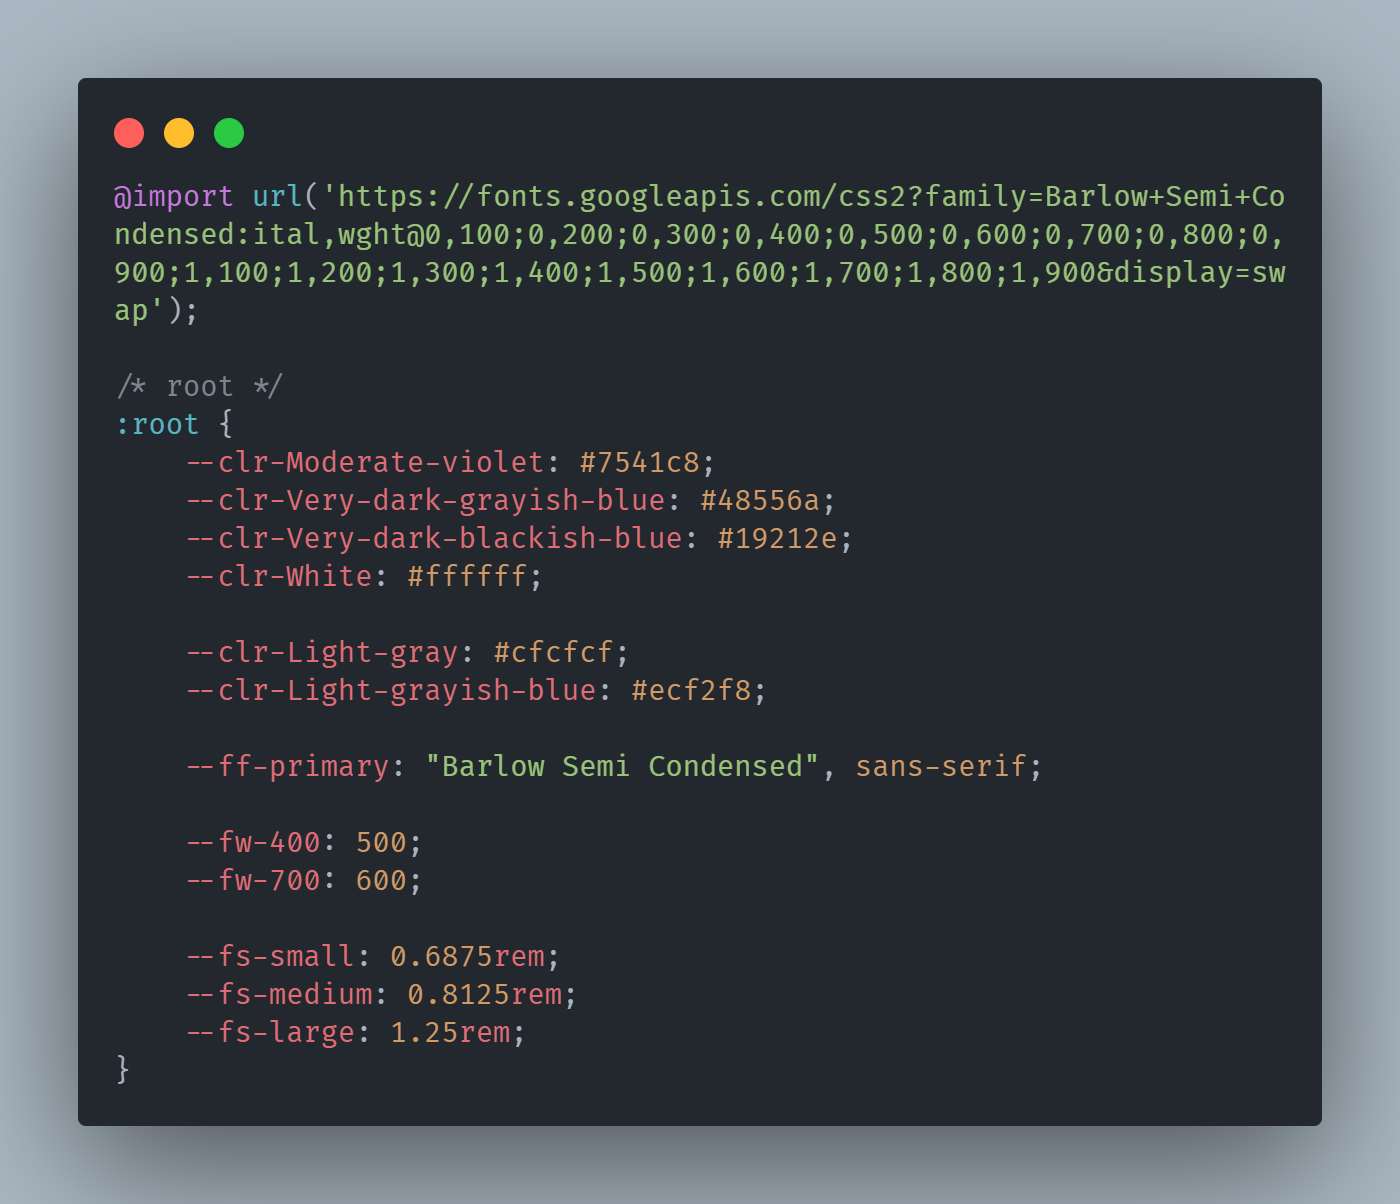 @import url('https://fonts.googleapis.com/css2?family=Barlow+Semi+Co
ndensed:ital,wght@0,100;0,200;0,300;0,400;0,500;0,600;0,700;0,800;0,
900;1,100;1,200;1,300;1,400;1,500;1,600;1,700;1,800;1,900&display=sw
ap');
/* root */
:root {
    --clr-Moderate-violet: #7541c8;
    --clr-Very-dark-grayish-blue: #48556a;
    --clr-Very-dark-blackish-blue: #19212e;
    --clr-White: #ffffff;
    --clr-Light-gray: #cfcfcf;
    --clr-Light-grayish-blue: #ecf2f8;
    --ff-primary: "Barlow Semi Condensed", sans-serif;
    --fw-400: 500;
    --fw-700: 600;
    --fs-small: 0.6875rem;
    --fs-medium: 0.8125rem;
    --fs-large: 1.25rem;
}